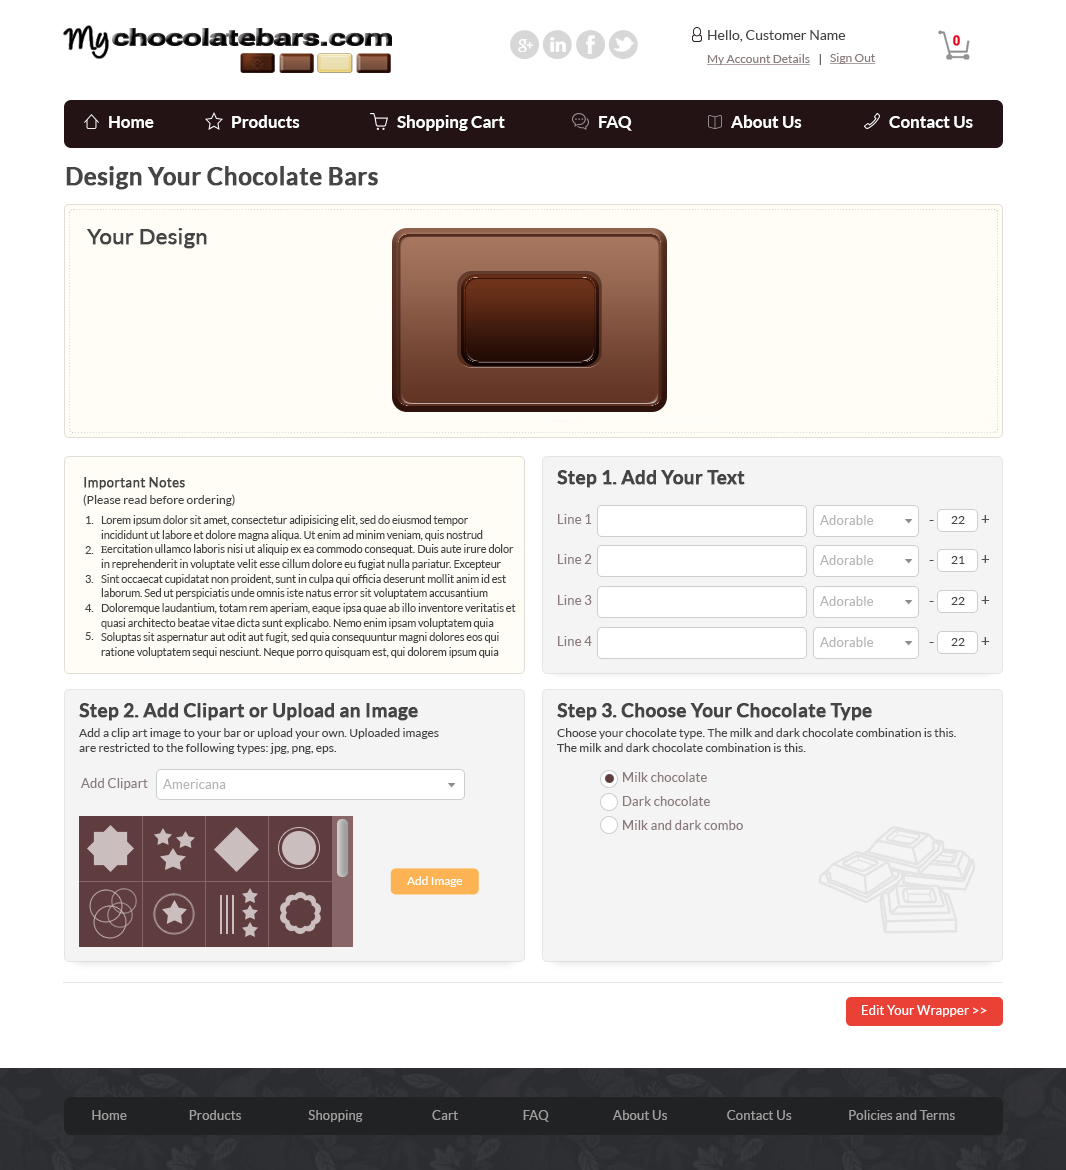 Mychocolatebars.com
g+ in f
Hello, Customer Name
My Account Details | Sign Out
0
Home Products Shopping Cart FAQ About Us Contact Us
Design Your Chocolate Bars
Your Design
Important Notes
(Please read before ordering)
1. Lorem ipsum dolor sit amet, consectetur adipisicing elit, sed do eiusmod tempor
incididunt ut labore et dolore magna aliqua. Ut enim ad minim veniam, quis nostrud
2. Eercitation ullamco laboris nisi ut aliquip ex ea commodo consequat. Duis aute irure dolor
in reprehenderit in voluptate velit esse cillum dolore eu fugiat nulla pariatur. Excepteur
3. Sint occaecat cupidatat non proident, sunt in culpa qui officia deserunt mollit anim id est
laborum. Sed ut perspiciatis unde omnis iste natus error sit voluptatem accusantium
4. Doloremque laudantium, totam rem aperiam, eaque ipsa quae ab illo inventore veritatis et
quasi architecto beatae vitae dicta sunt explicabo. Nemo enim ipsam voluptatem quia
5. Soluptas sit aspernatur aut odit aut fugit, sed quia consequuntur magni dolores eos qui
ratione voluptatem sequi nesciunt. Neque porro quisquam est, qui dolorem ipsum quia
Step 1. Add Your Text
Line 1 Adorable - 22 +
Line 2 Adorable - 21 +
Line 3 Adorable - 22 +
Line 4 Adorable - 22 +
Step 2. Add Clipart or Upload an Image
Add a clip art image to your bar or upload your own. Uploaded images
are restricted to the following types: jpg, png, eps.
Add Clipart Americana
Add Image
Step 3. Choose Your Chocolate Type
Choose your chocolate type. The milk and dark chocolate combination is this.
The milk and dark chocolate combination is this.
Milk chocolate
Dark chocolate
Milk and dark combo
Edit Your Wrapper >>
Home Products Shopping Cart FAQ About Us Contact Us Policies and Terms